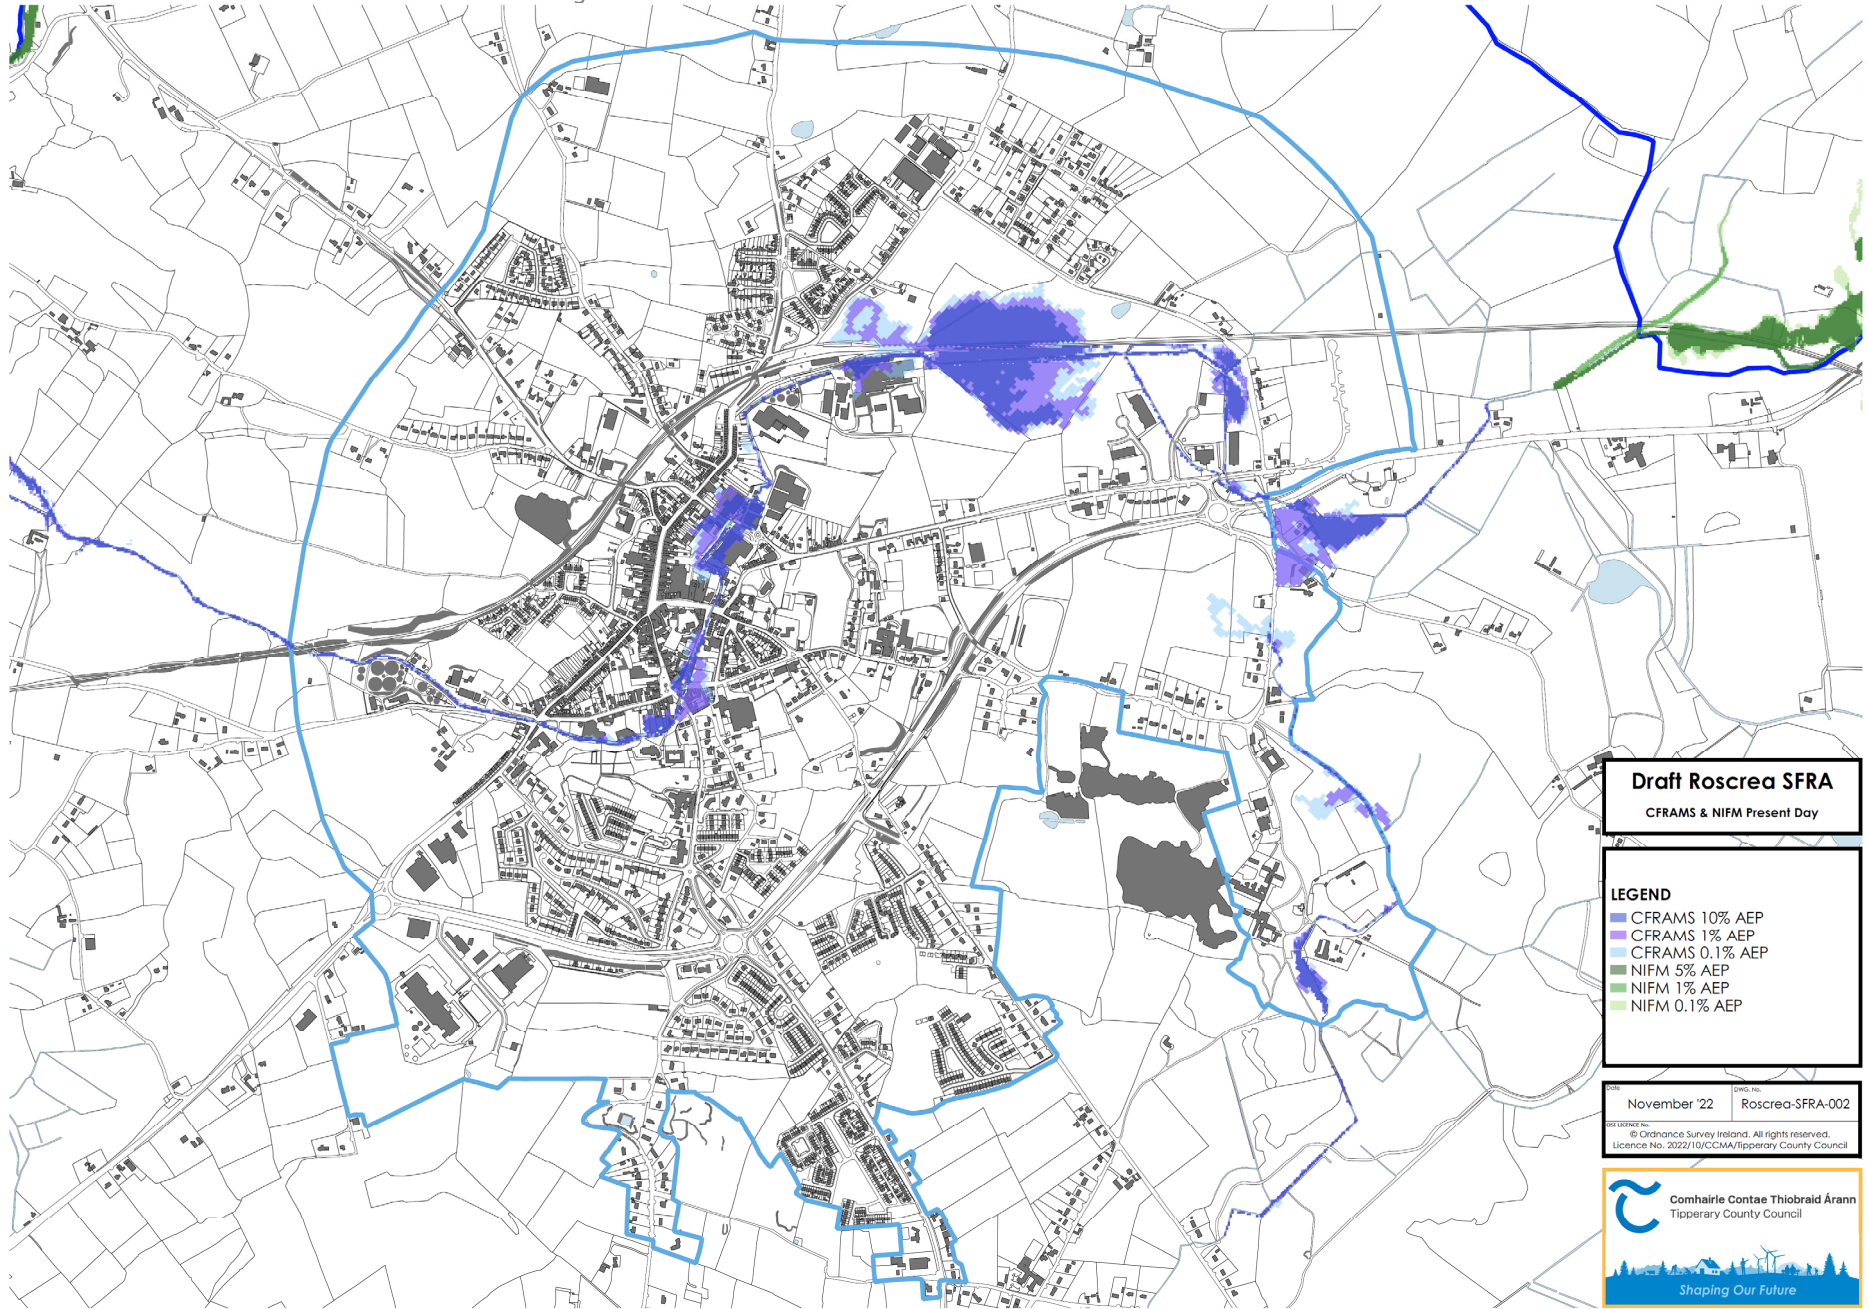 Draft Roscrea SFRA
CFRAMS & NIFM Present Day
LEGEND
CFRAMS 10% AEP
CFRAMS 1% AEP
CFRAMS 0.1% AEP
NIFM 5% AEP
NIFM 1% AEP
NIFM 0.1% AEP
Date
November '22
DWG. No.
Roscrea-SFRA-002
OSI LICENCE No.
© Ordnance Survey Ireland. All rights reserved.
Licence No. 2022/10/CCMA/Tipperary County Council
Comhairle Contae Thiobraid Árann
Tipperary County Council
Shaping Our Future